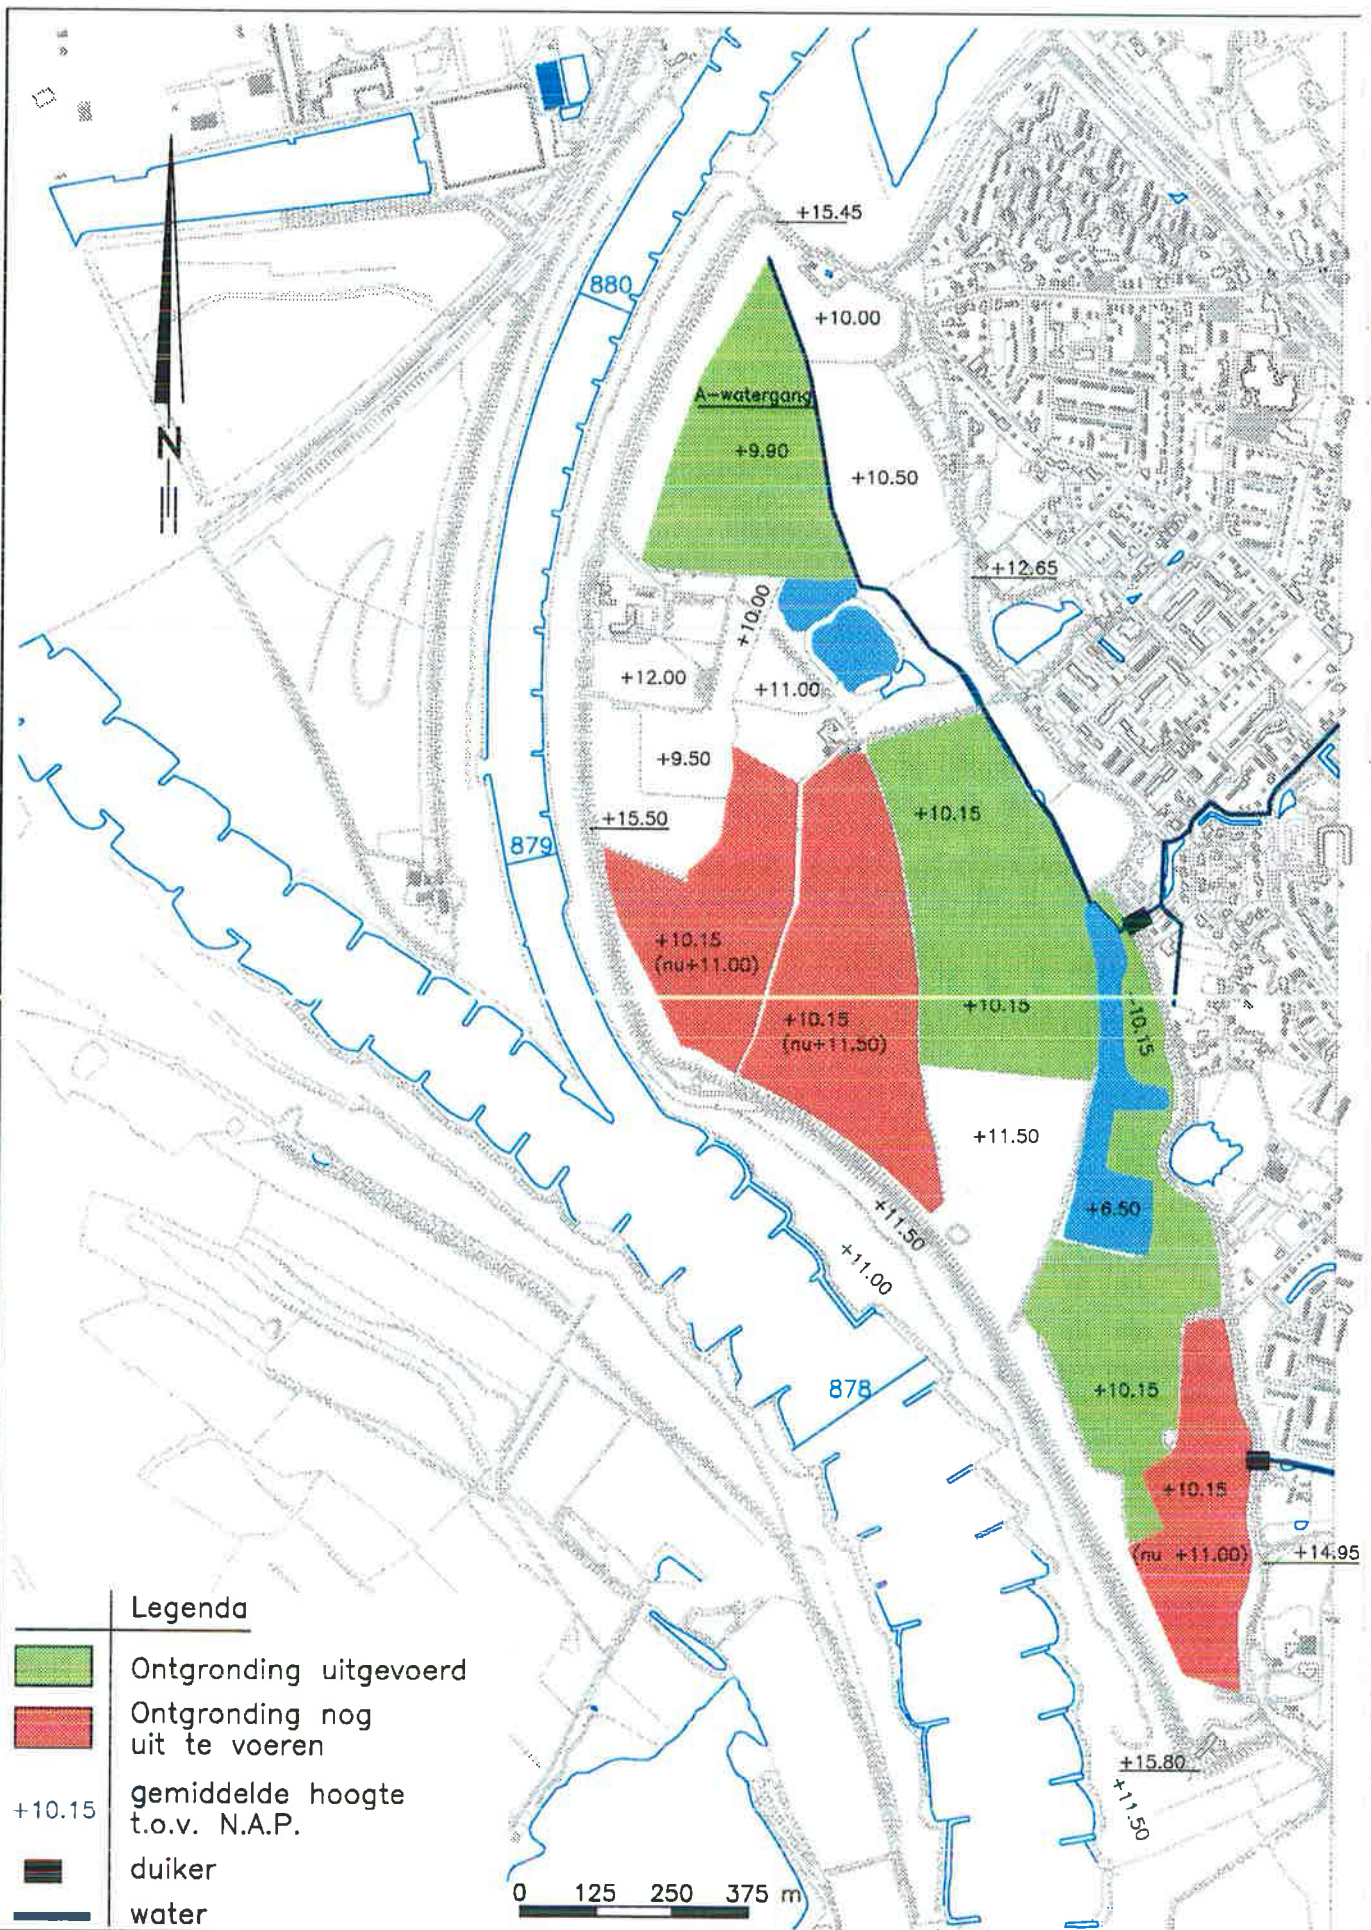 +15.45
880
+10.00
A-watergang
+9.90
+10.50
N
+12.65
+10.00
+12.00
+11.00
+9.50
+10.15
+15.50
879
+10.15
(nu+11.00)
+10.15
+10.15
(nu+11.50)
-10.15
+11.50
+6.50
+11.50
+11.00
878
+10.15
+10.15
(nu +11.00)
+14.95
+15.80
+11.50
Legenda
Ontgronding uitgevoerd
Ontgronding nog
uit te voeren
+10.15 gemiddelde hoogte
t.o.v. N.A.P.
duiker
water
0 125 250 375 m